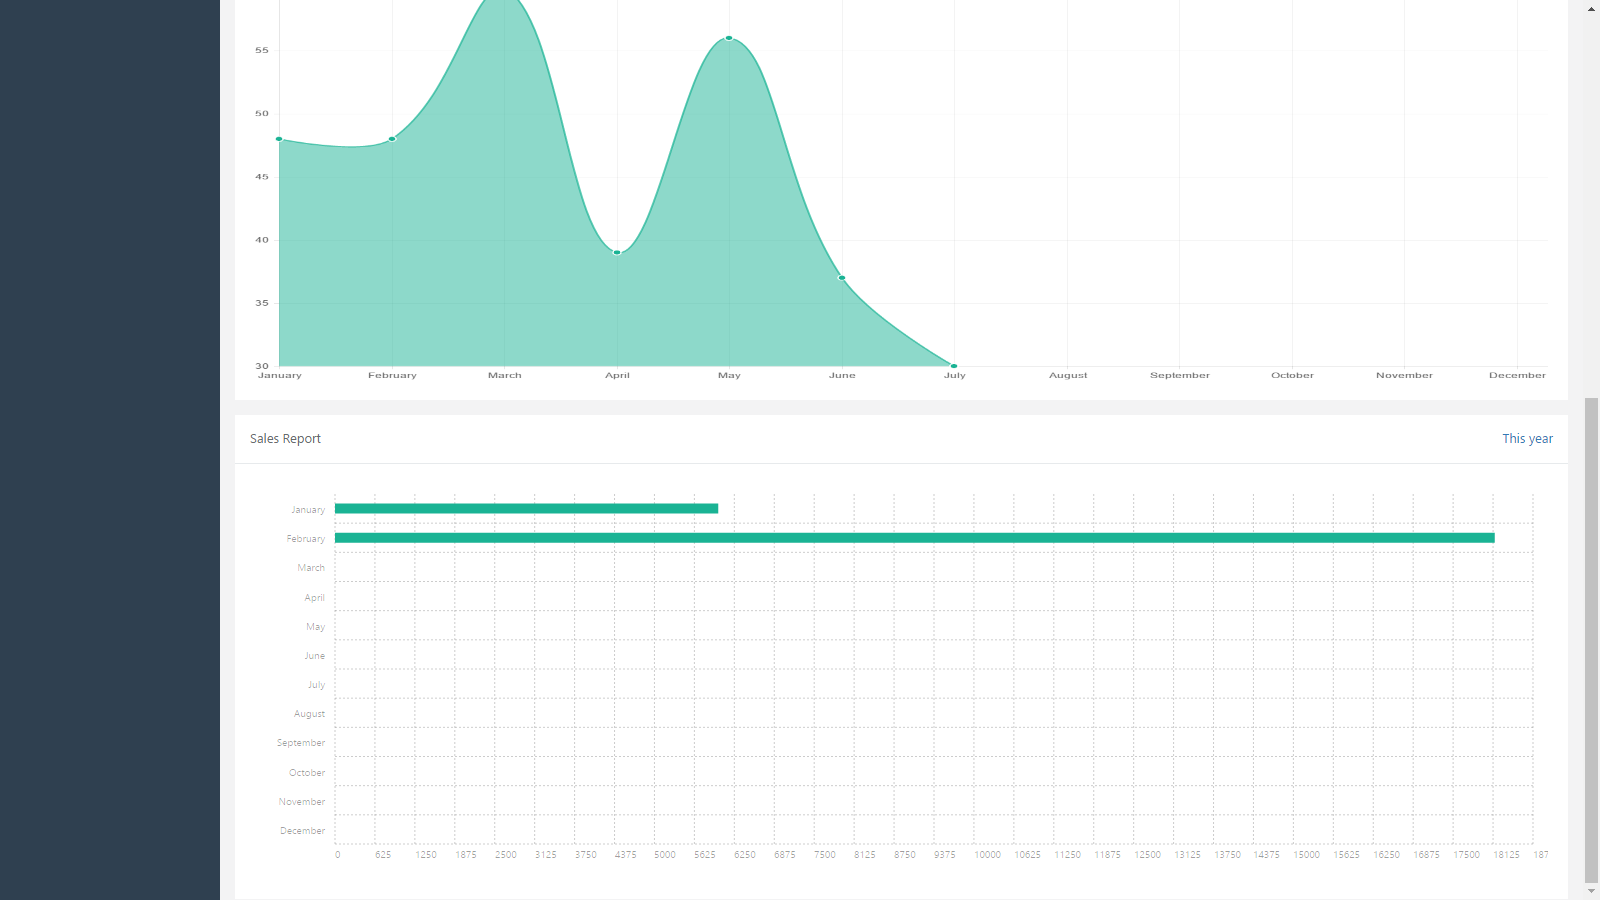 55
50
45
40
35
30
January February March April May June July August September October November December
Sales Report This year
January
February
March
April
May
June
July
August
September
October
November
December
0 625 1250 1875 2500 3125 3750 4375 5000 5625 6250 6875 7500 8125 8750 9375 10000 10625 11250 11875 12500 13125 13750 14375 15000 15625 16250 16875 17500 18125 187